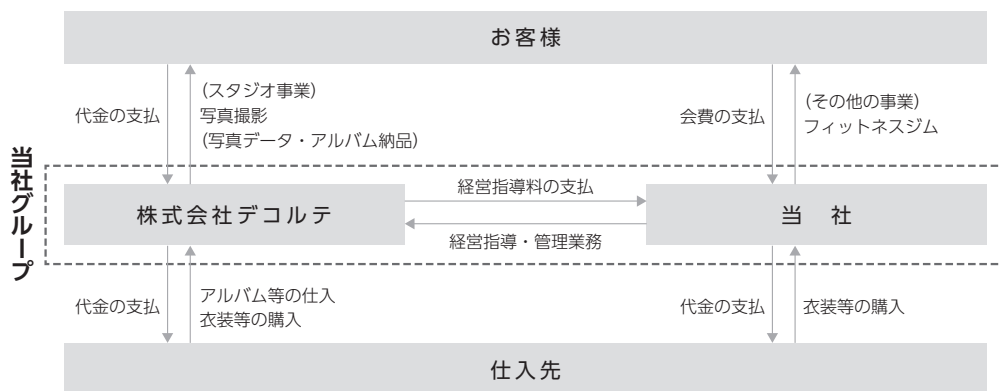 お客様
代金の支払
(スタジオ事業)
写真撮影
(写真データ・アルバム納品)
会費の支払
(その他の事業)
フィットネスジム
当社グループ
株式会社デコルテ
経営指導料の支払
経営指導・管理業務
当　社
代金の支払
アルバム等の仕入
衣装等の購入
代金の支払
衣装等の購入
仕入先